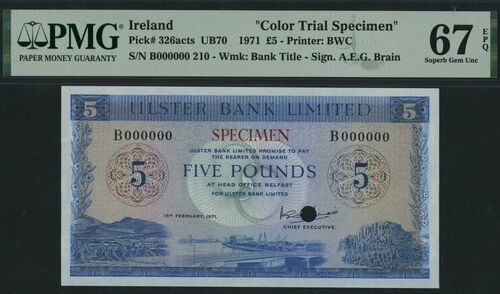 PMG
PAPER MONEY GUARANTY
Ireland "Color Trial Specimen"
Pick# 326acts UB70 1971 £5 - Printer: BWC
S/N B000000 210 - Wmk: Bank Title - Sign. A.E.G. Brain
67 EPQ
Superb Gem Unc
5 ULSTER BANK LIMITED 5
B000000 SPECIMEN B000000
ULSTER BANK LIMITED PROMISE TO PAY
THE BEARER ON DEMAND
5 FIVE POUNDS 5
AT HEAD OFFICE BELFAST
FOR ULSTER BANK LIMITED
15TH FEBRUARY, 1971.
CHIEF EXECUTIVE.